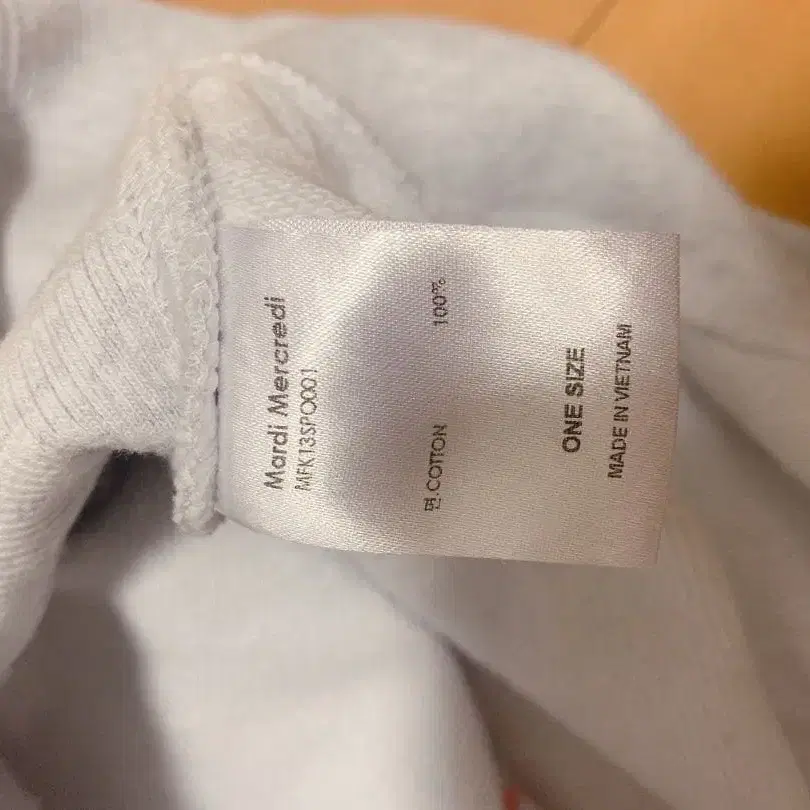 Mardi Mercredi
MFK13SPO001
면.COTTON 100%
ONE SIZE
MADE IN VIETNAM